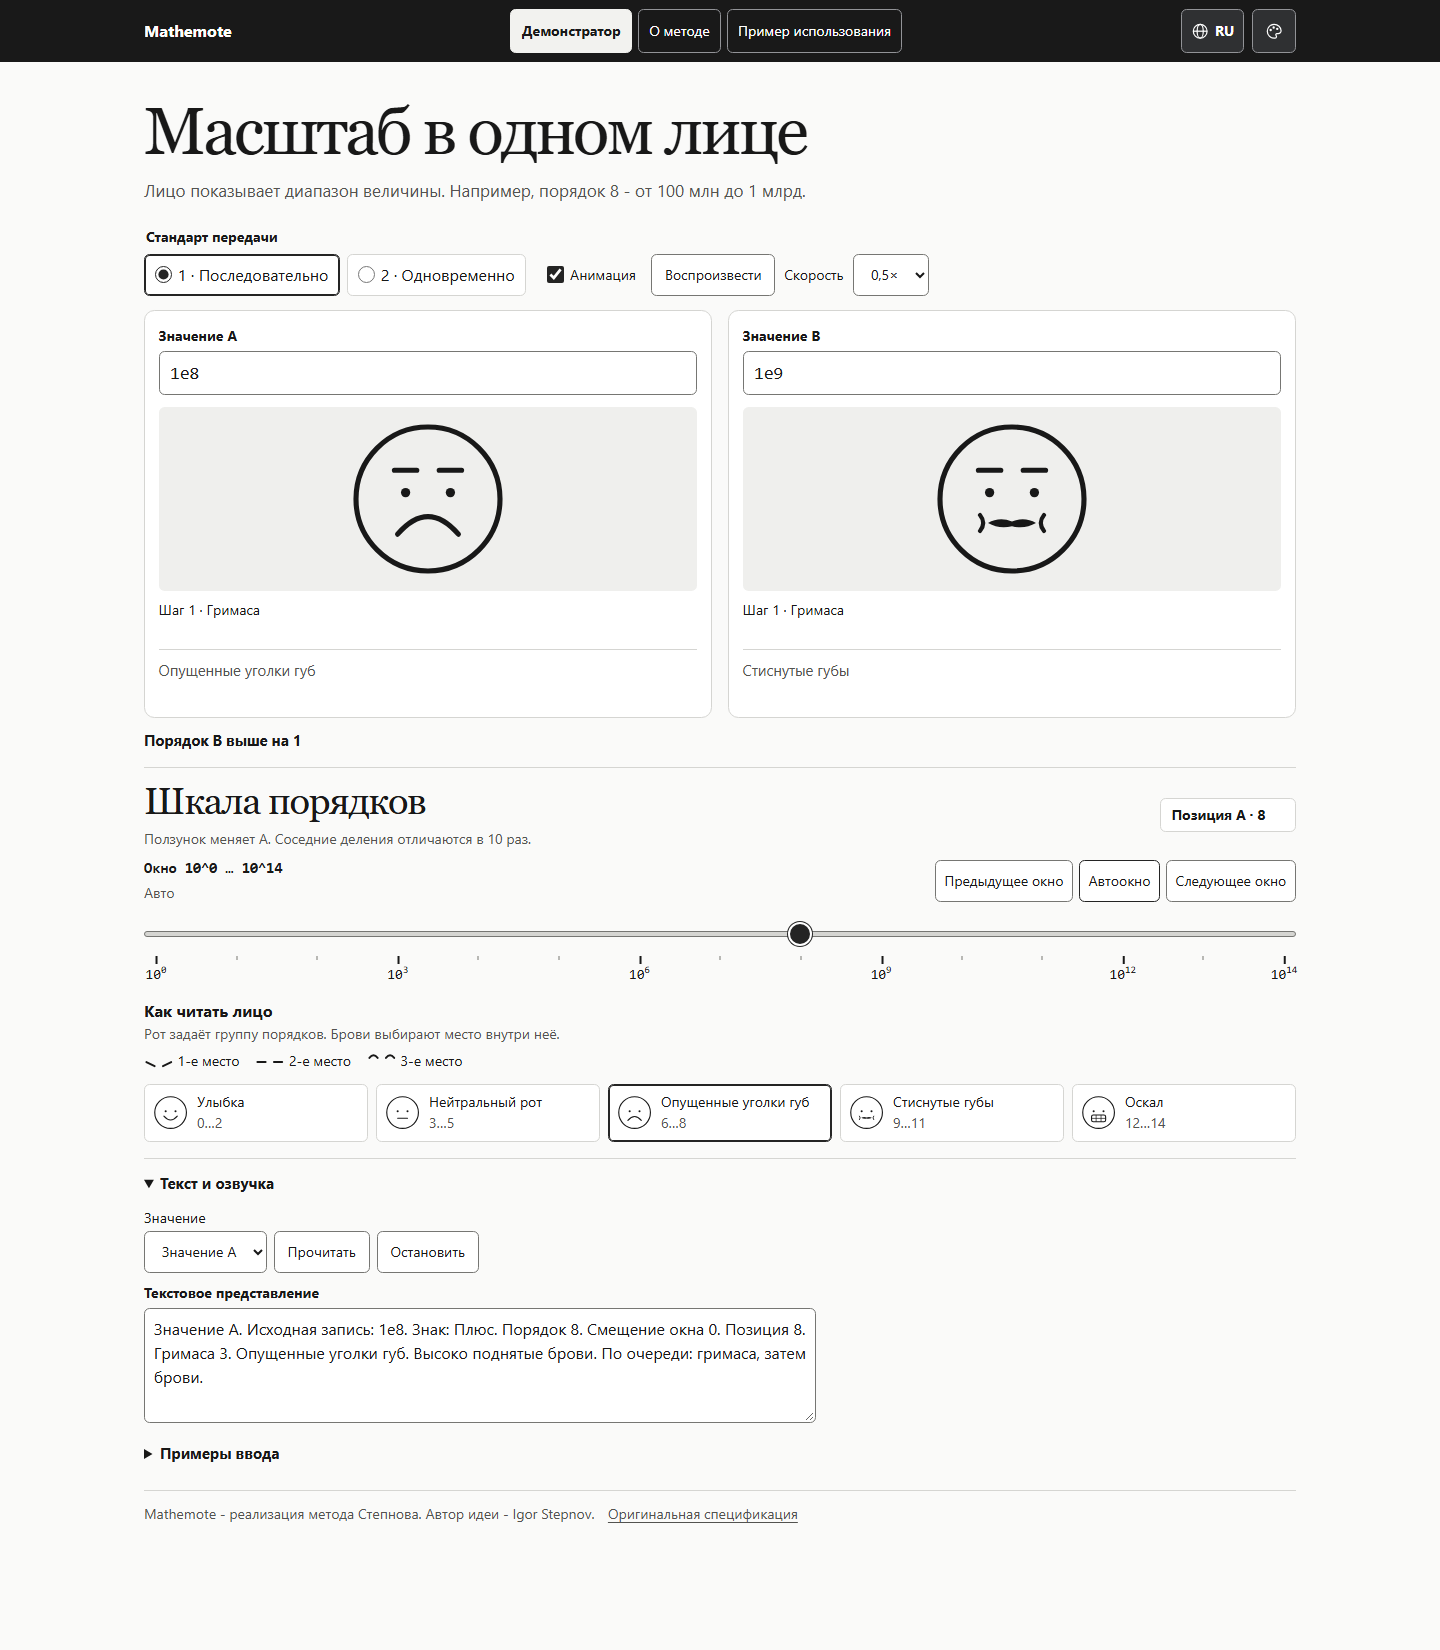 Mathemote
Демонстратор
О методе
Пример использования
RU
Масштаб в одном лице
Лицо показывает диапазон величины. Например, порядок 8 - от 100 млн до 1 млрд.
Стандарт передачи
1 · Последовательно
2 · Одновременно
Анимация
Воспроизвести
Скорость
0,5×
Значение A
1e8
Шаг 1 · Гримаса
Опущенные уголки губ
Значение B
1e9
Шаг 1 · Гримаса
Стиснутые губы
Порядок B выше на 1
Шкала порядков
Позиция A · 8
Ползунок меняет A. Соседние деления отличаются в 10 раз.
Окно 10^0 … 10^14
Авто
Предыдущее окно
Автоокно
Следующее окно
10⁰ 10³ 10⁶ 10⁹ 10¹² 10¹⁴
Как читать лицо
Рот задаёт группу порядков. Брови выбирают место внутри неё.
1-е место
2-е место
3-е место
Улыбка
0…2
Нейтральный рот
3…5
Опущенные уголки губ
6…8
Стиснутые губы
9…11
Оскал
12…14
Текст и озвучка
Значение
Значение A
Прочитать
Остановить
Текстовое представление
Значение A. Исходная запись: 1e8. Знак: Плюс. Порядок 8. Смещение окна 0. Позиция 8.
Гримаса 3. Опущенные уголки губ. Высоко поднятые брови. По очереди: гримаса, затем
брови.
Примеры ввода
Mathemote - реализация метода Степнова. Автор идеи - Igor Stepnov. Оригинальная спецификация